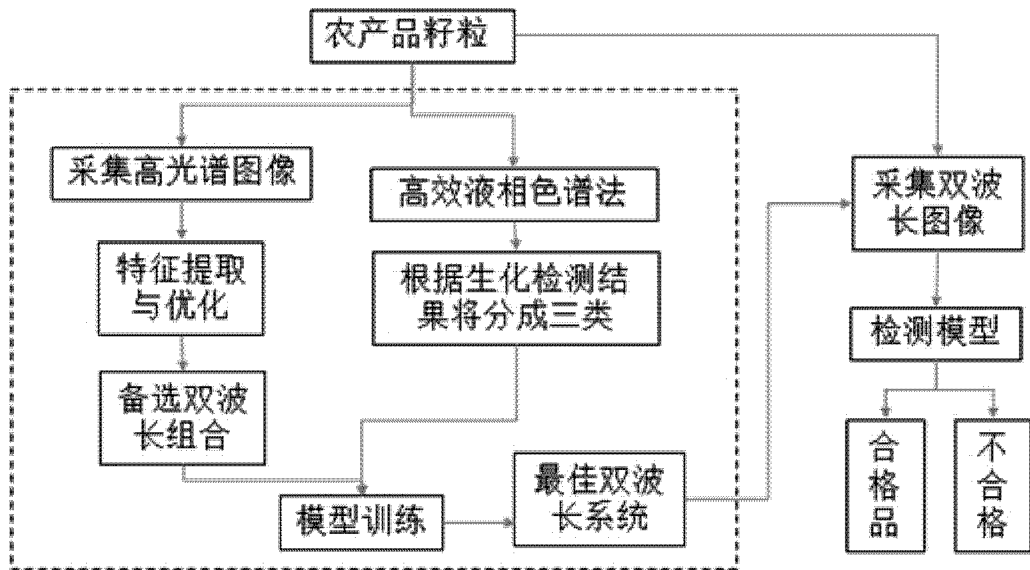 农产品籽粒
采集高光谱图像
高效液相色谱法
采集双波
长图像
特征提取
与优化
根据生化检测结
果将分成三类
检测模型
备选双波
长组合
合
格
品
不
合
格
最佳双波
长系统
模型训练